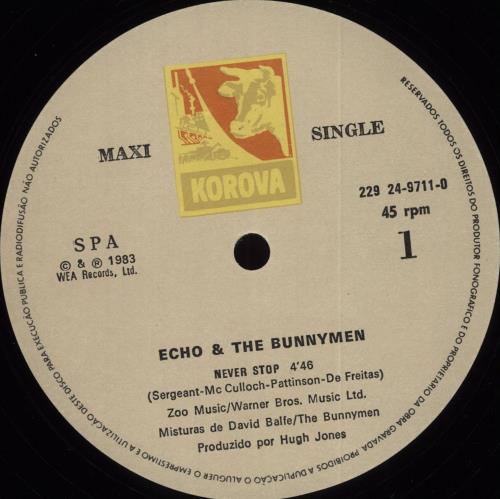 MAXI SINGLE
KOROVA
229 24-9711-0
45 rpm
1
SPA
© & ℗ 1983
WEA Records, Ltd.
ECHO & THE BUNNYMEN
NEVER STOP 4'46
(Sergeant-Mc Culloch-Pattinson-De Freitas)
Zoo Music/Warner Bros. Music Ltd.
Misturas de David Balfe/The Bunnymen
Produzido por Hugh Jones
RESERVADOS TODOS OS DIREITOS DO PRODUTOR FONOGRÁFICO E DO PROPRIETÁRIO DA OBRA GRAVADA PROIBIDOS A DUPLICAÇÃO O ALUGUER O EMPRESTIMO E A UTILIZAÇÃO DESTE DISCO PARA EXECUÇÃO PUBLICA E RADIODIFUSÃO NÃO AUTORIZADOS